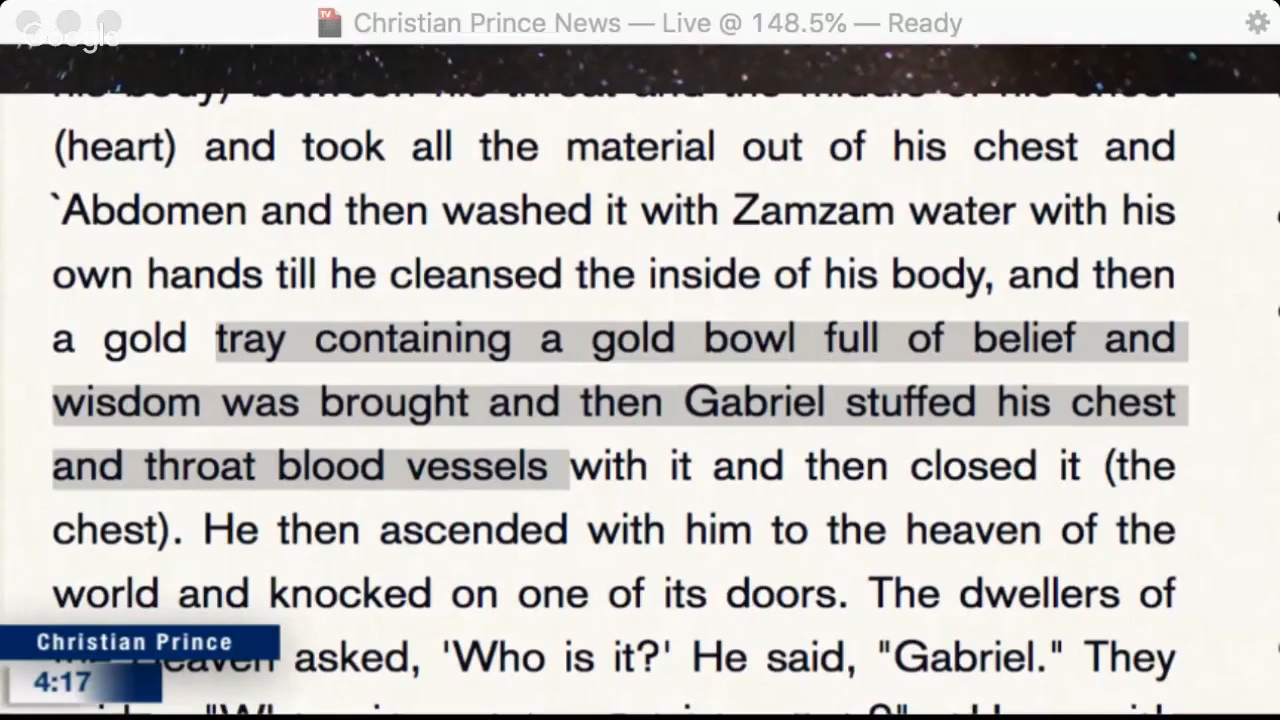 Christian Prince News — Live @ 148.5% — Ready
Google
(heart) and took all the material out of his chest and
`Abdomen and then washed it with Zamzam water with his
own hands till he cleansed the inside of his body, and then
a gold tray containing a gold bowl full of belief and
wisdom was brought and then Gabriel stuffed his chest
and throat blood vessels with it and then closed it (the
chest). He then ascended with him to the heaven of the
world and knocked on one of its doors. The dwellers of
asked, 'Who is it?' He said, "Gabriel." They
Christian Prince
4:17